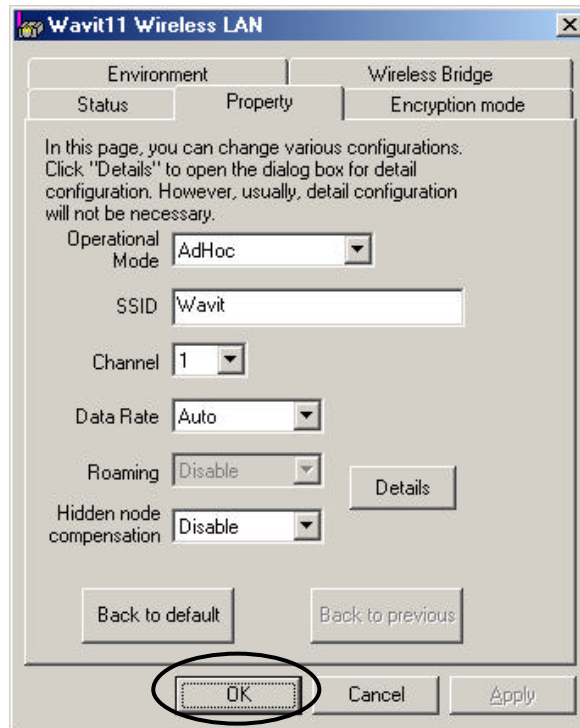 Wavit11 Wireless LAN
Environment
Wireless Bridge
Status
Property
Encryption mode
In this page, you can change various configurations.
Click "Details" to open the dialog box for detail
configuration. However, usually, detail configuration
will not be necessary.
Operational
Mode
AdHoc
SSID
Wavit
Channel
1
Data Rate
Auto
Roaming
Disable
Details
Hidden node
compensation
Disable
Back to default
Back to previous
OK
Cancel
Apply